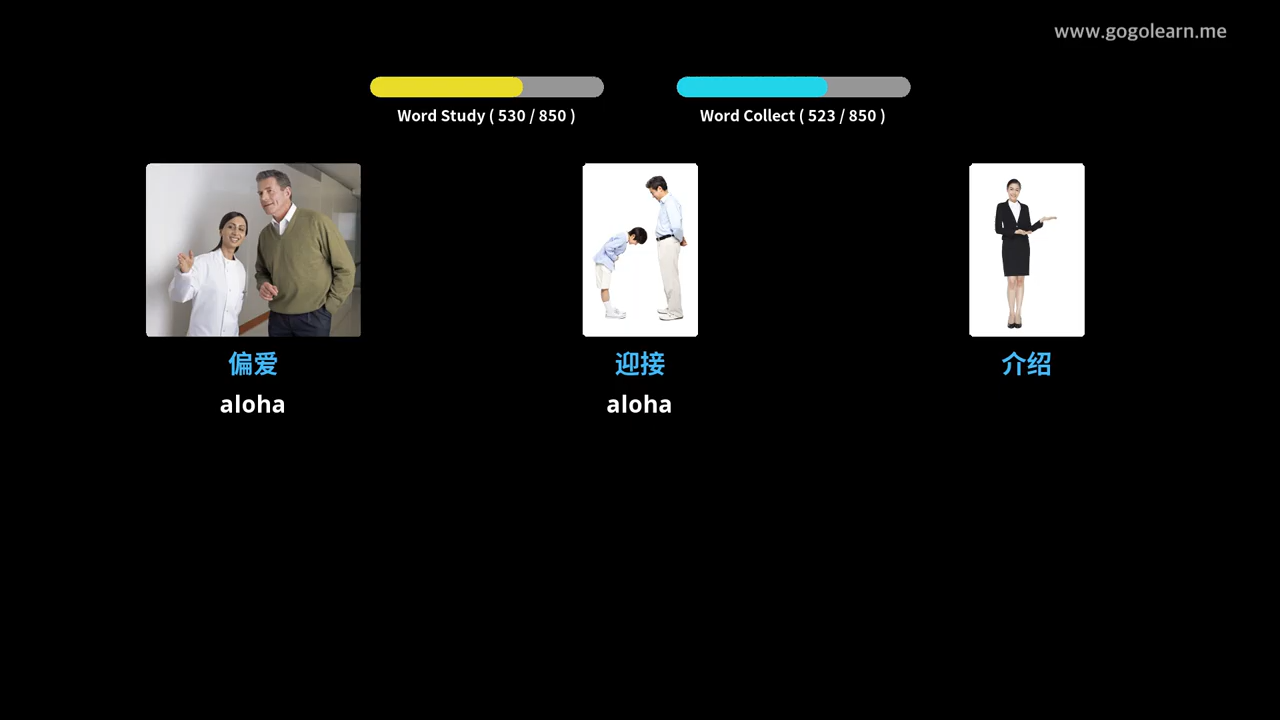 www.gogolearn.me
Word Study ( 530 / 850 )
Word Collect ( 523 / 850 )
偏爱
迎接
介绍
aloha
aloha